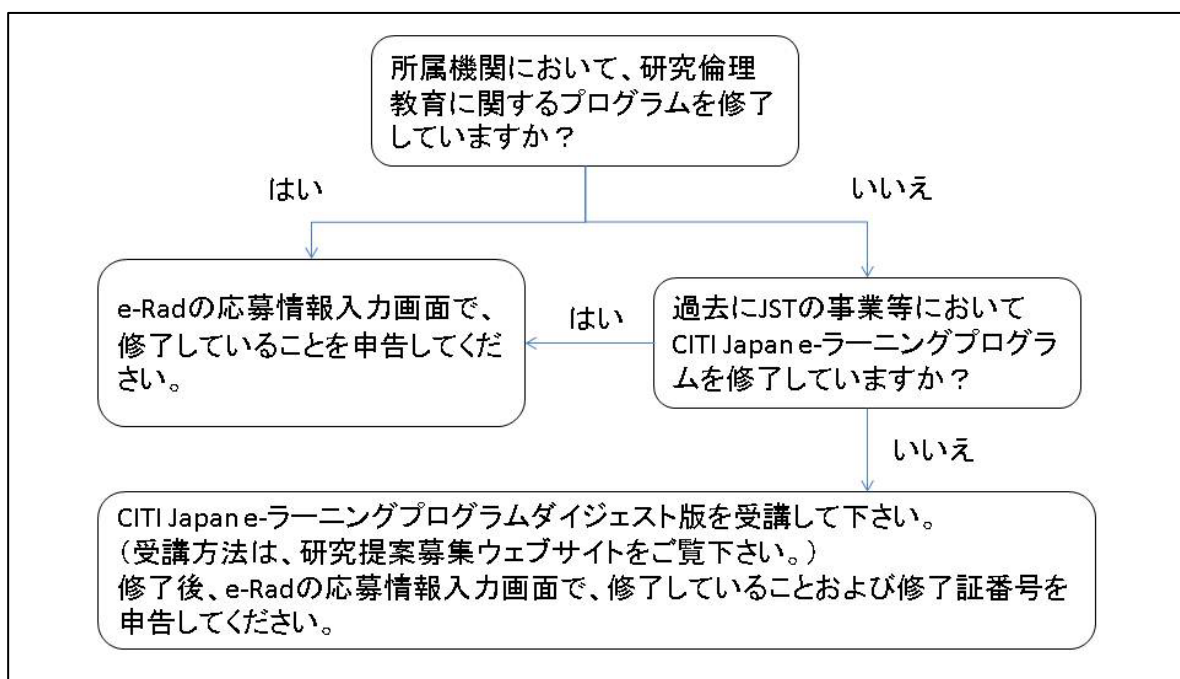 所属機関において、研究倫理
教育に関するプログラムを修了
していますか？
はい
いいえ
e-Radの応募情報入力画面で、
修了していることを申告してくだ
さい。
はい
過去にJSTの事業等において
CITI Japan e-ラーニングプログラ
ムを修了していますか？
いいえ
CITI Japan e-ラーニングプログラムダイジェスト版を受講して下さい。
（受講方法は、研究提案募集ウェブサイトをご覧下さい。）
修了後、e-Radの応募情報入力画面で、修了していることおよび修了証番号を
申告してください。